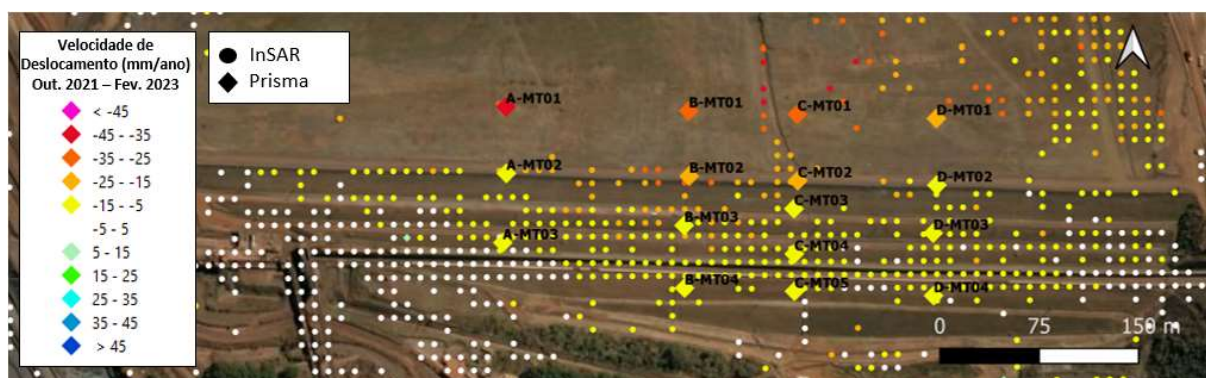 Velocidade de
Deslocamento (mm/ano)
Out. 2021 – Fev. 2023
< -45
-45 - -35
-35 - -25
-25 - -15
-15 - -5
-5 - 5
5 - 15
15 - 25
25 - 35
35 - 45
> 45
InSAR
Prisma
A-MT01
B-MT01
C-MT01
D-MT01
A-MT02
B-MT02
C-MT02
D-MT02
C-MT03
B-MT03
A-MT03
D-MT03
C-MT04
B-MT04
C-MT05
D-MT04
0 75 150 m